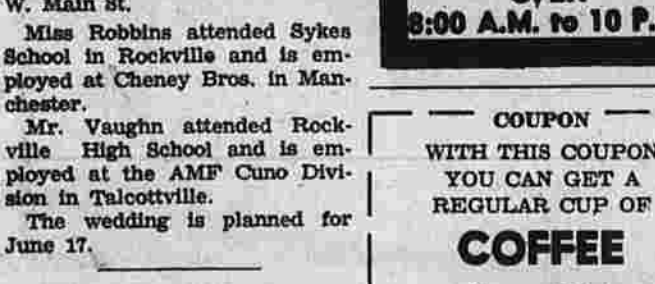 W. Main St.
Miss Robbins attended Sykes
School in Rockville and is em-
ployed at Cheney Bros. in Man-
chester.
Mr. Vaughn attended Rock-
ville High School and is em-
ployed at the AMF Cuno Divi-
sion in Talcottville.
The wedding is planned for
June 17.
8:00 A.M. to 10 P.
COUPON
WITH THIS COUPON
YOU CAN GET A
REGULAR CUP OF
COFFEE